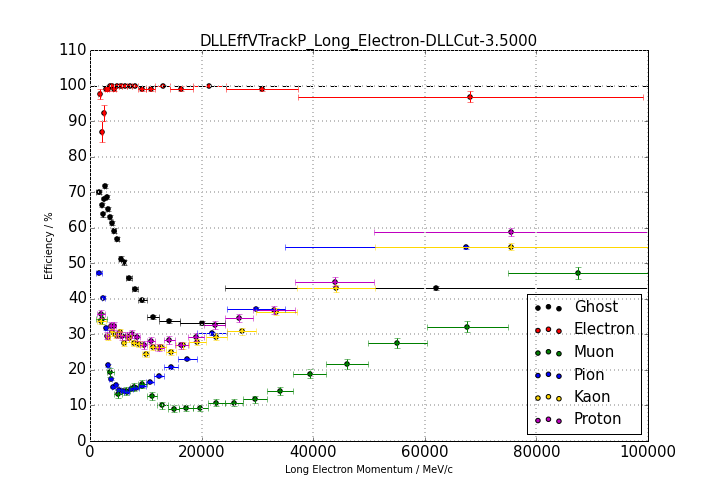 DLLEffVTrackP_Long_Electron-DLLCut-3.5000
110
100
90
80
70
60
50
40
30
20
10
0
Efficiency / %
0 20000 40000 60000 80000 100000
Long Electron Momentum / MeV/c
Ghost
Electron
Muon
Pion
Kaon
Proton